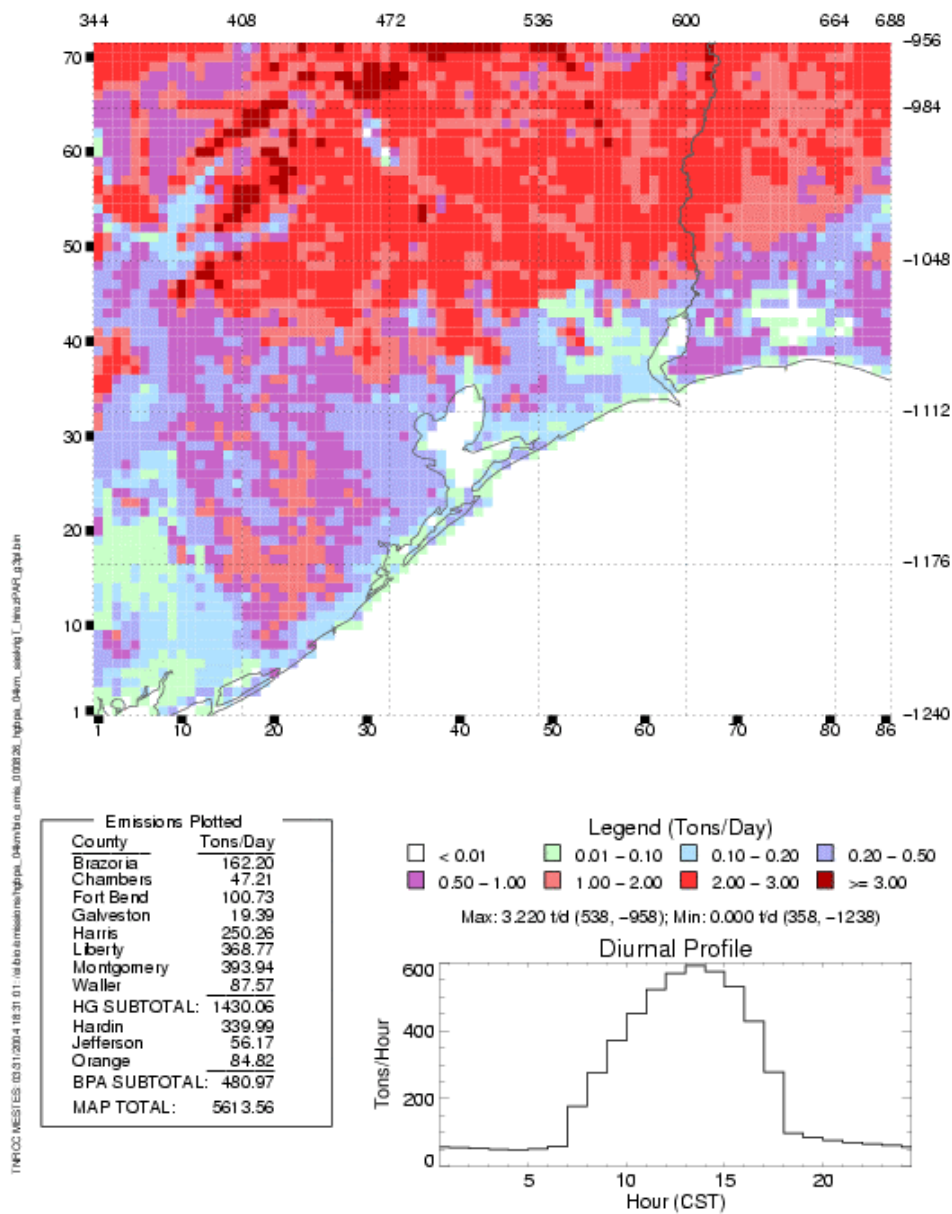 344 408 472 536 600 664 688
-956
70
-984
60
50
-1048
40
-1112
30
20
-1176
10
1
-1240
1 10 20 30 40 50 60 70 80 86
Emissions Plotted
County Tons/Day
Brazoria 162.20
Chambers 47.21
Fort Bend 100.73
Galveston 19.39
Harris 250.26
Liberty 368.77
Montgomery 393.94
Waller 87.57
HG SUBTOTAL: 1430.06
Hardin 339.99
Jefferson 56.17
Orange 84.82
BPA SUBTOTAL: 480.97
MAP TOTAL: 5613.56
Legend (Tons/Day)
< 0.01 0.01 - 0.10 0.10 - 0.20 0.20 - 0.50
0.50 - 1.00 1.00 - 2.00 2.00 - 3.00 >= 3.00
Max: 3.220 t/d (538, -958); Min: 0.000 t/d (358, -1238)
Diurnal Profile
600
400
200
0
Tons/Hour
5 10 15 20
Hour (CST)